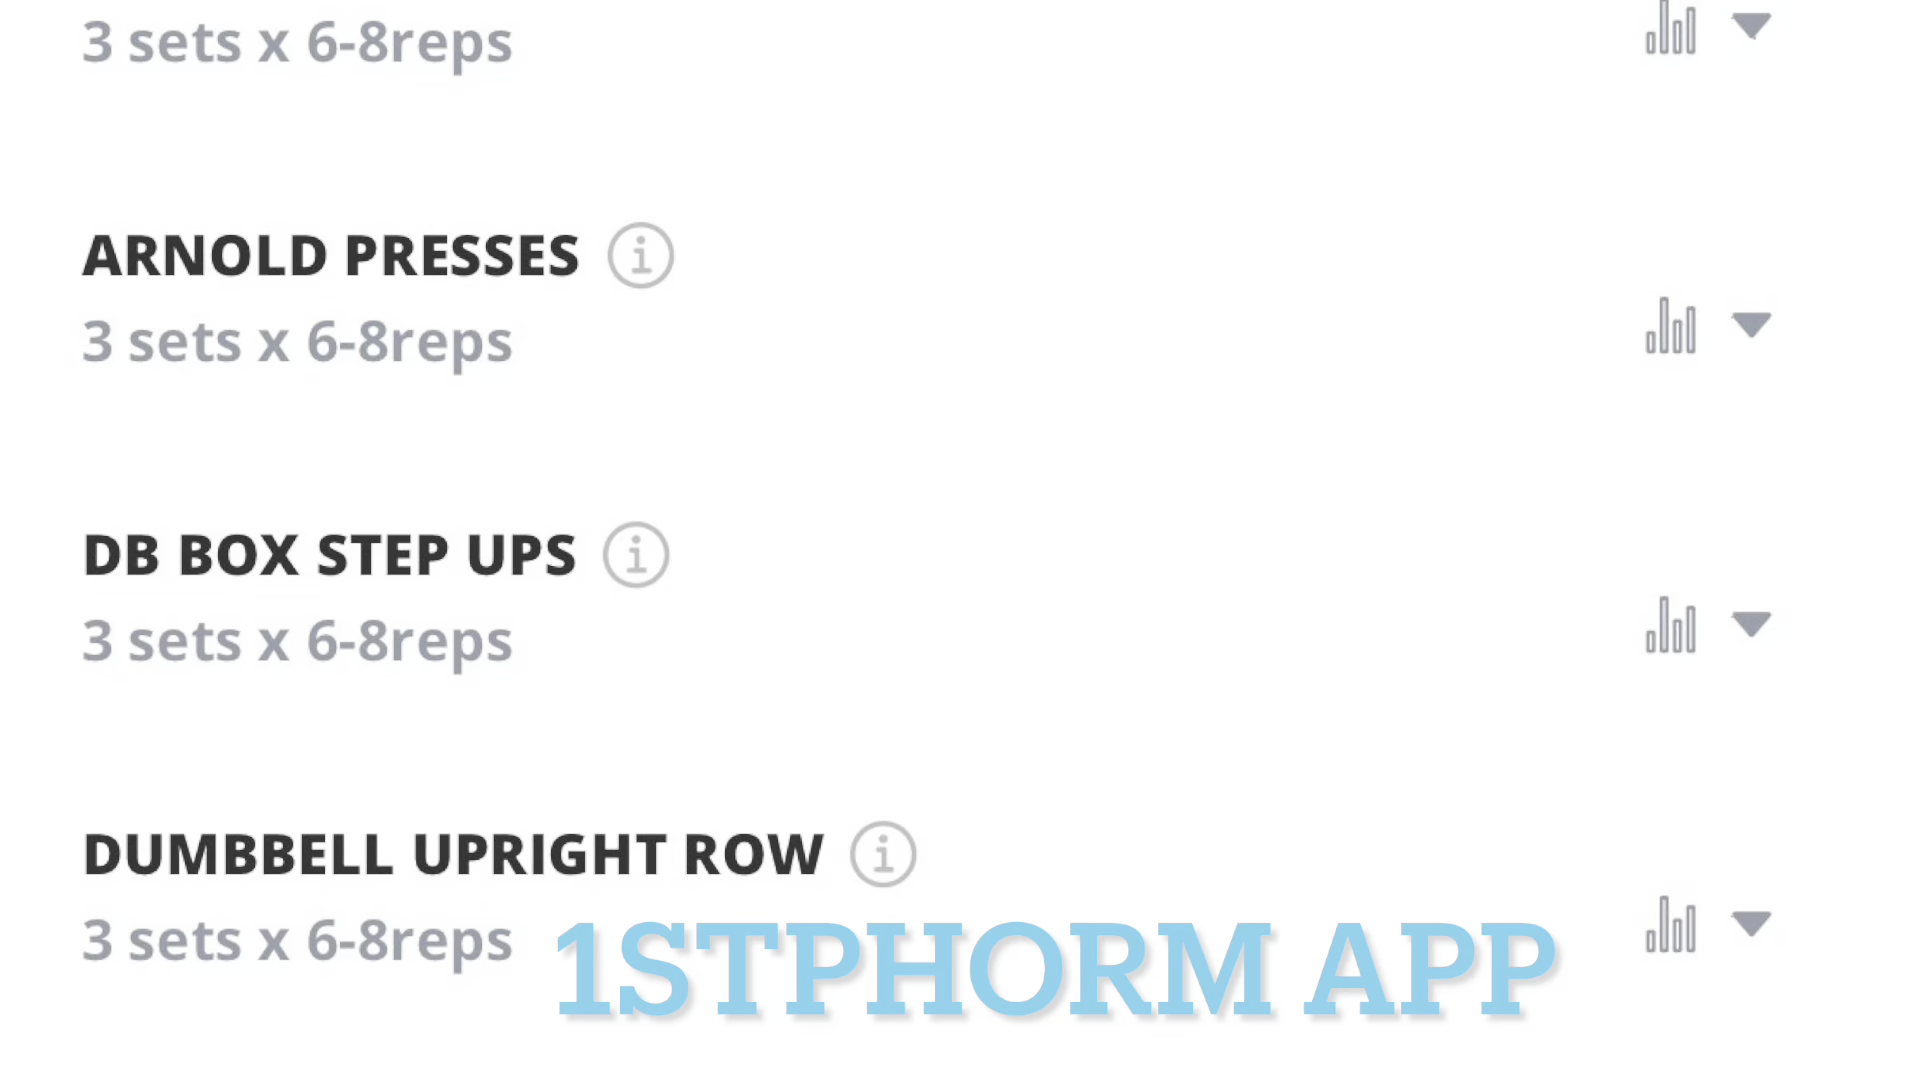 3 sets x 6-8reps
ARNOLD PRESSES
3 sets x 6-8reps
DB BOX STEP UPS
3 sets x 6-8reps
DUMBBELL UPRIGHT ROW
3 sets x 6-8reps
1STPHORM APP